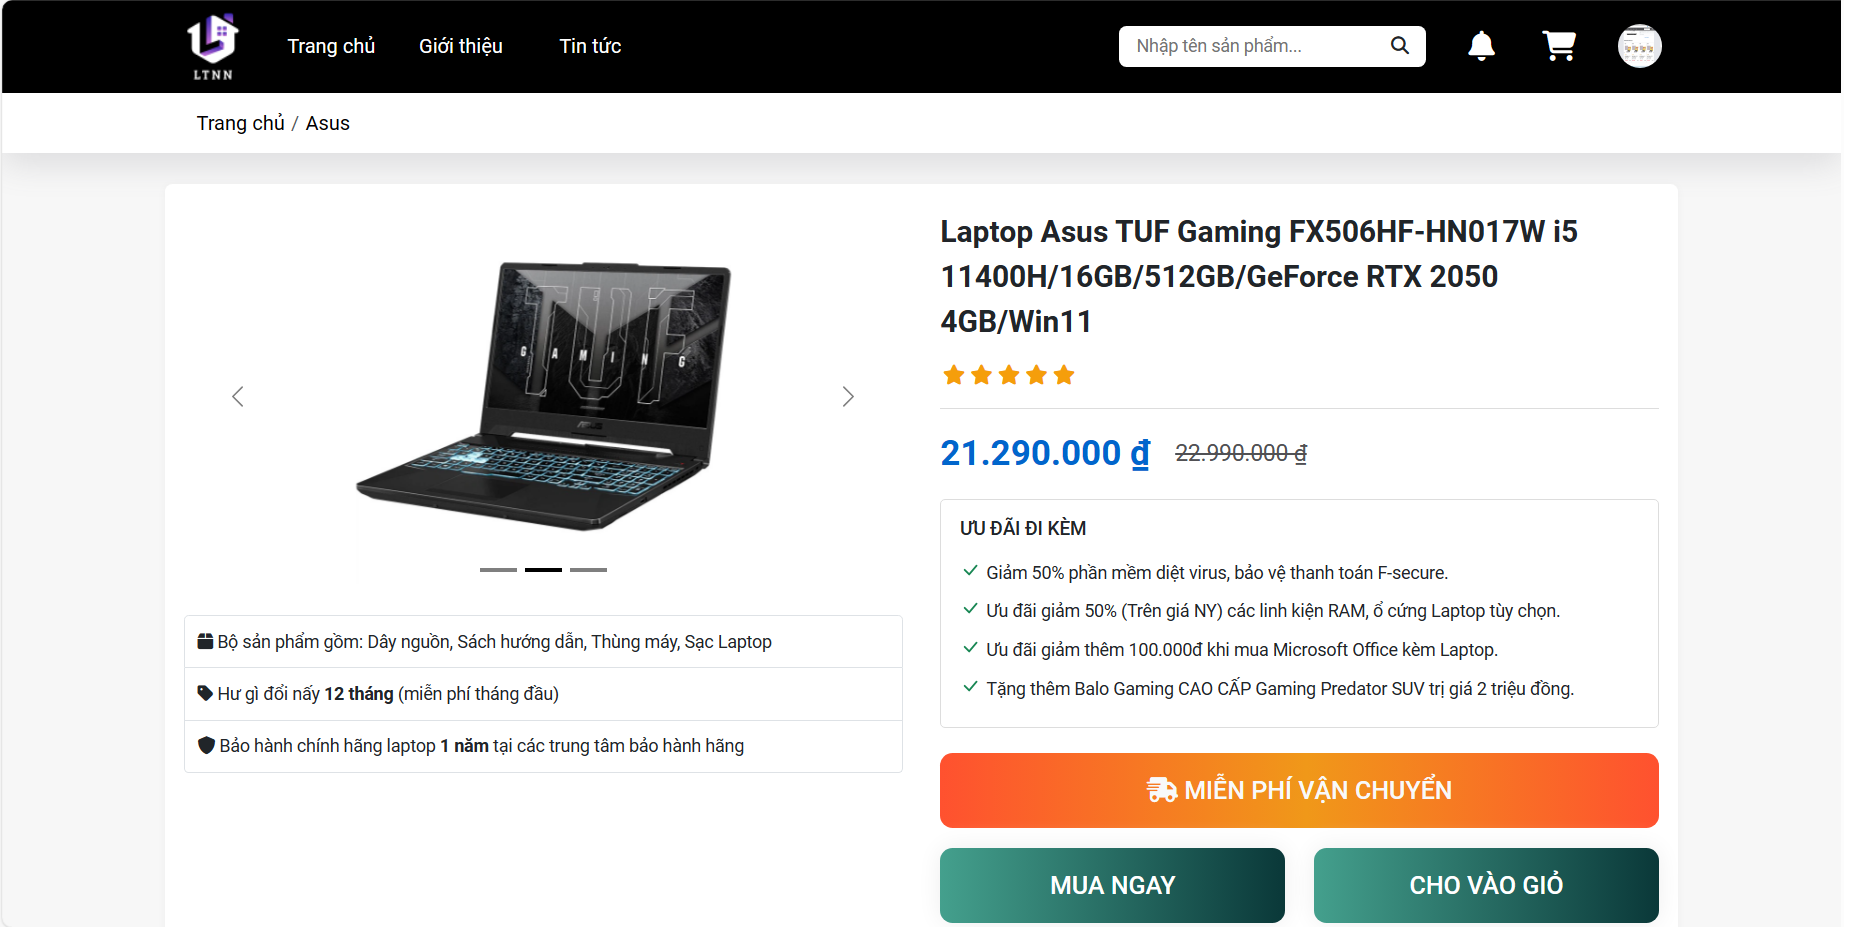 LTNN
Trang chủ
Giới thiệu
Tin tức
Nhập tên sản phẩm...
Trang chủ / Asus
TUF
GAMING
ASUS
Bộ sản phẩm gồm: Dây nguồn, Sách hướng dẫn, Thùng máy, Sạc Laptop
Hư gì đổi nấy 12 tháng (miễn phí tháng đầu)
Bảo hành chính hãng laptop 1 năm tại các trung tâm bảo hành hãng
Laptop Asus TUF Gaming FX506HF-HN017W i5
11400H/16GB/512GB/GeForce RTX 2050
4GB/Win11
21.290.000 ₫ 22.990.000 ₫
ƯU ĐÃI ĐI KÈM
Giảm 50% phần mềm diệt virus, bảo vệ thanh toán F-secure.
Ưu đãi giảm 50% (Trên giá NY) các linh kiện RAM, ổ cứng Laptop tùy chọn.
Ưu đãi giảm thêm 100.000đ khi mua Microsoft Office kèm Laptop.
Tặng thêm Balo Gaming CAO CẤP Gaming Predator SUV trị giá 2 triệu đồng.
MIỄN PHÍ VẬN CHUYỂN
MUA NGAY
CHO VÀO GIỎ